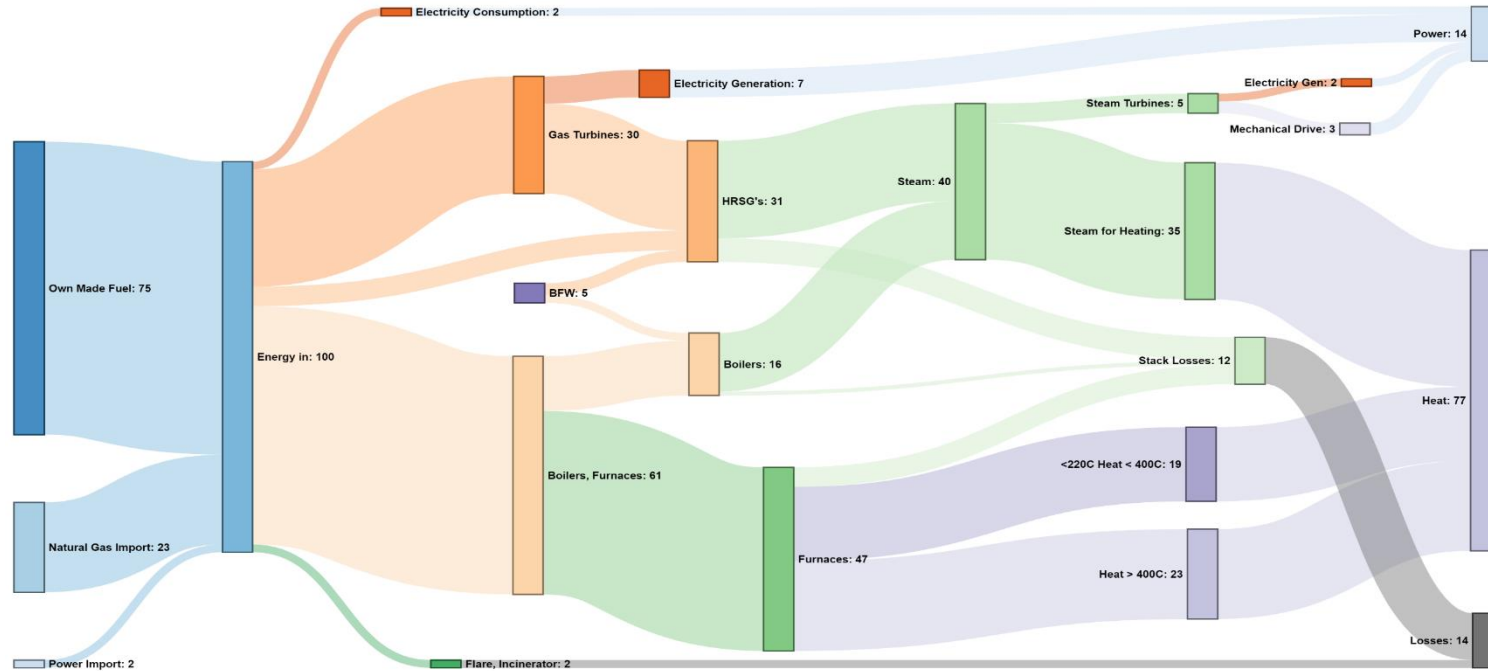 Electricity Consumption: 2
Power: 14
Electricity Generation: 7
Electricity Gen: 2
Steam Turbines: 5
Mechanical Drive: 3
Gas Turbines: 30
Steam: 40
HRSG's: 31
Steam for Heating: 35
Own Made Fuel: 75
BFW: 5
Energy in: 100
Boilers: 16
Stack Losses: 12
Heat: 77
<220C Heat < 400C: 19
Boilers, Furnaces: 61
Natural Gas Import: 23
Furnaces: 47
Heat > 400C: 23
Losses: 14
Power Import: 2
Flare, Incinerator: 2